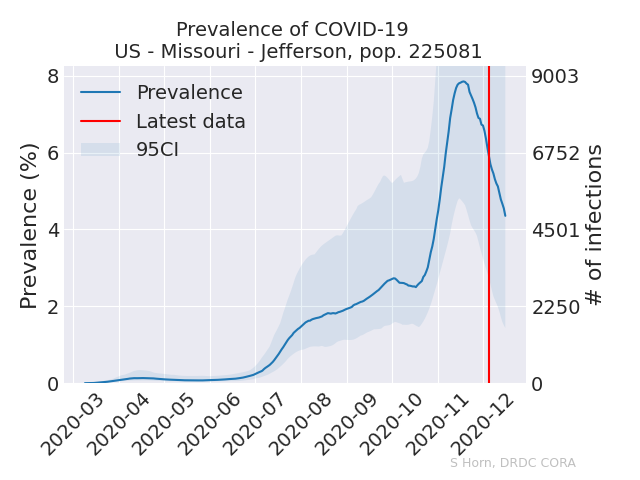 Prevalence of COVID-19
US - Missouri - Jefferson, pop. 225081
Prevalence
Latest data
95CI
Prevalence (%)
8
6
4
2
0
9003
6752
4501
2250
0
# of infections
2020-03
2020-04
2020-05
2020-06
2020-07
2020-08
2020-09
2020-10
2020-11
2020-12
S Horn, DRDC CORA